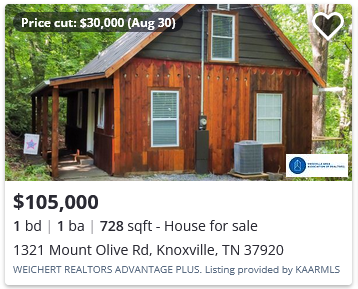 Price cut: $30,000 (Aug 30)
$105,000
1 bd | 1 ba | 728 sqft - House for sale
1321 Mount Olive Rd, Knoxville, TN 37920
WEICHERT REALTORS ADVANTAGE PLUS. Listing provided by KAARMLS